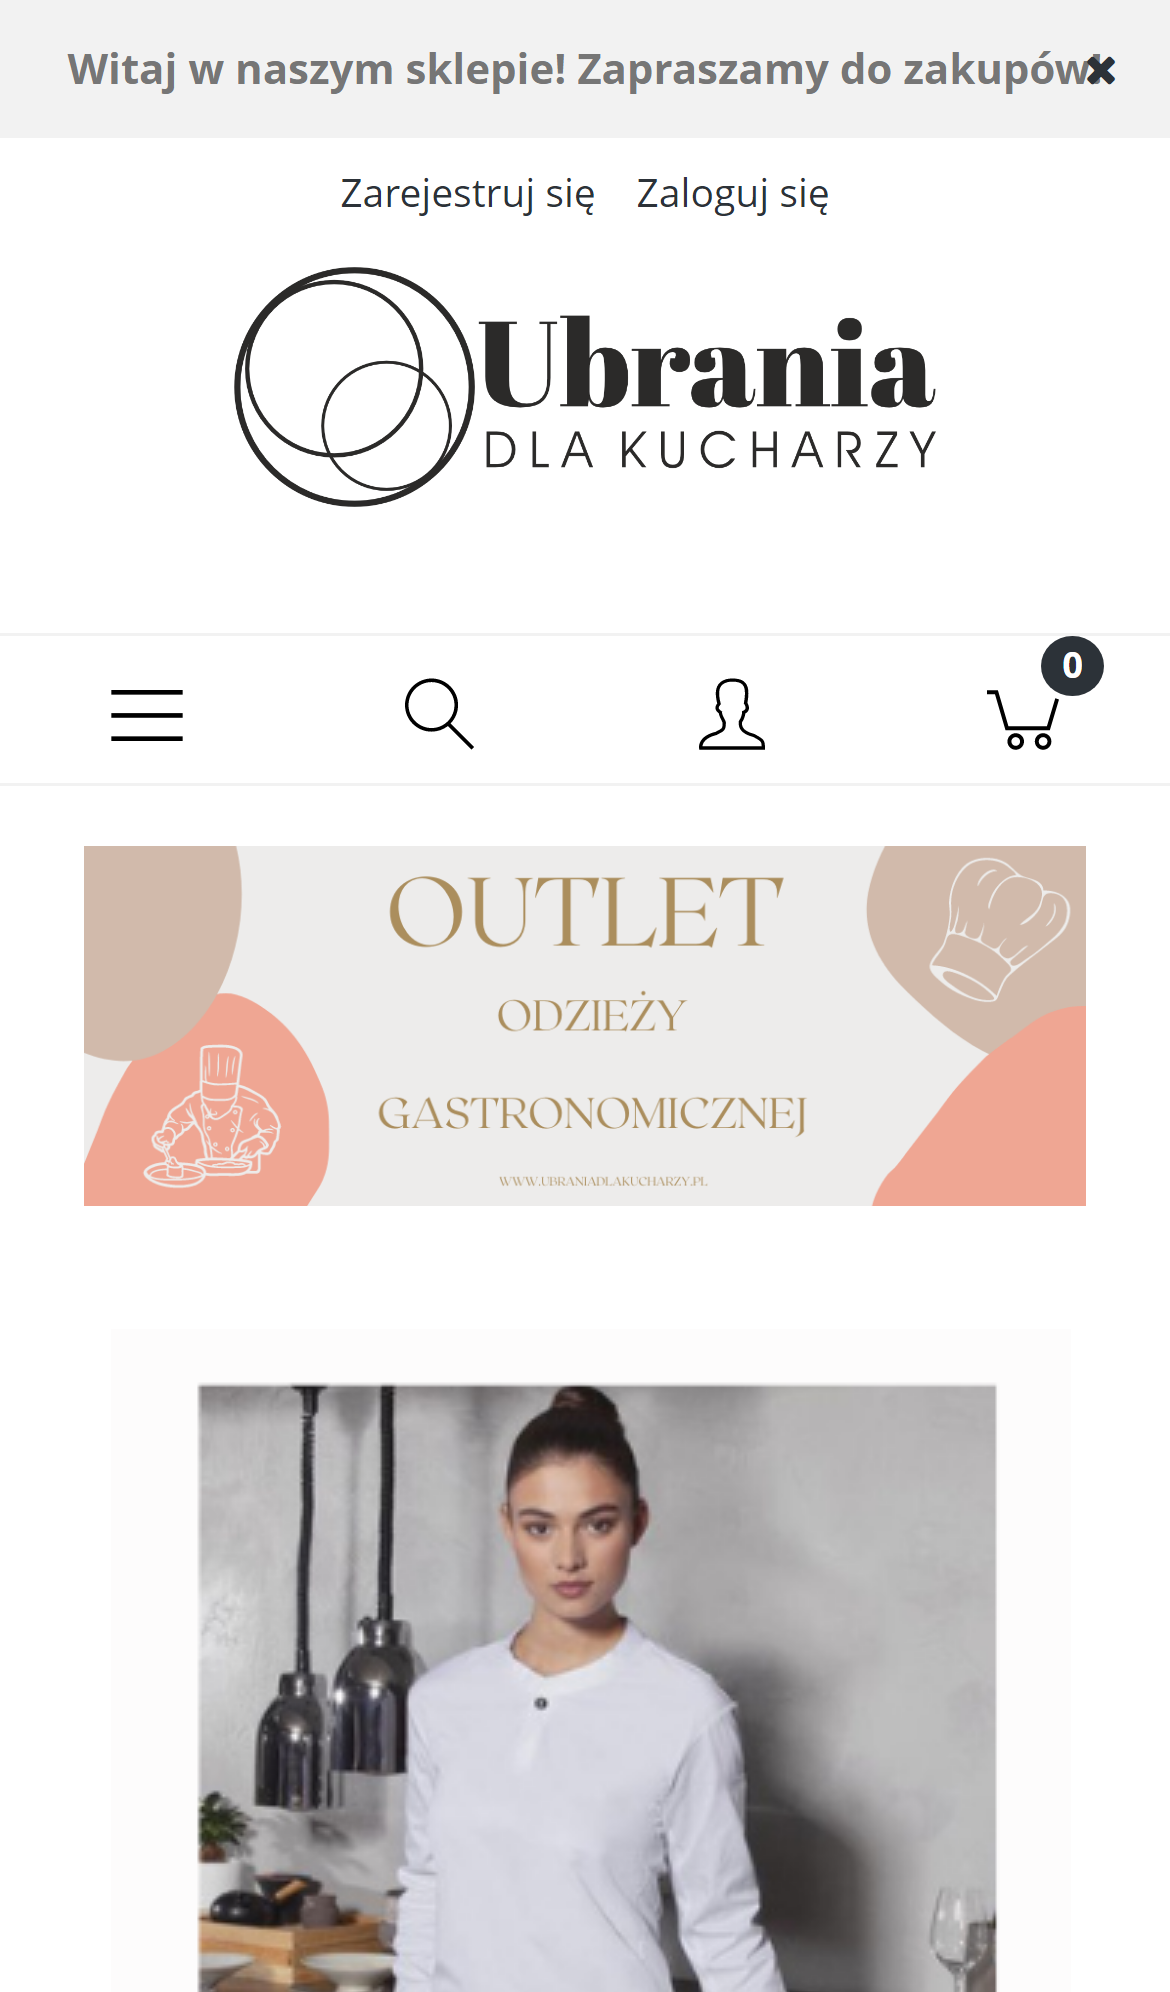 Witaj w naszym sklepie! Zapraszamy do zakupów!
Zarejestruj się Zaloguj się
Ubrania
DLA KUCHARZY
0
OUTLET
ODZIEŻY
GASTRONOMICZNEJ
WWW.UBRANIADLAKUCHARZY.PL